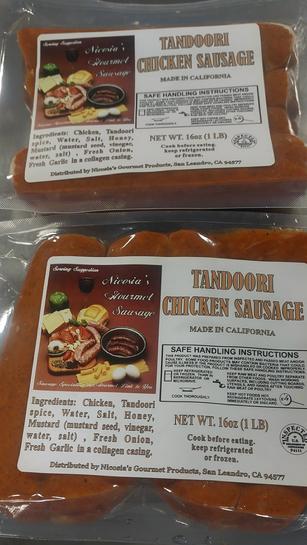 Serving Suggestion
Nicosia's
Gourmet
Sausage
TANDOORI
CHICKEN SAUSAGE
MADE IN CALIFORNIA
SAFE HANDLING INSTRUCTIONS
Ingredients: Chicken, Tandoori
spice, Water, Salt, Honey,
Mustard (mustard seed, vinegar,
water, salt) , Fresh Onion,
Fresh Garlic in a collagen casing.
NET WT. 16oz (1 LB)
Cook before eating.
keep refrigerated
or frozen.
Distributed by Nicosia's Gourmet Products, San Leandro, CA 94577
Serving Suggestion
Nicosia's
Gourmet
Sausage
TANDOORI
CHICKEN SAUSAGE
MADE IN CALIFORNIA
SAFE HANDLING INSTRUCTIONS
COOK THOROUGHLY
Ingredients: Chicken, Tandoori
spice, Water, Salt, Honey,
Mustard (mustard seed, vinegar,
water, salt) , Fresh Onion,
Fresh Garlic in a collagen casing.
NET WT. 16oz (1 LB)
Cook before eating.
keep refrigerated
or frozen.
Distributed by Nicosia's Gourmet Products, San Leandro, CA 94577